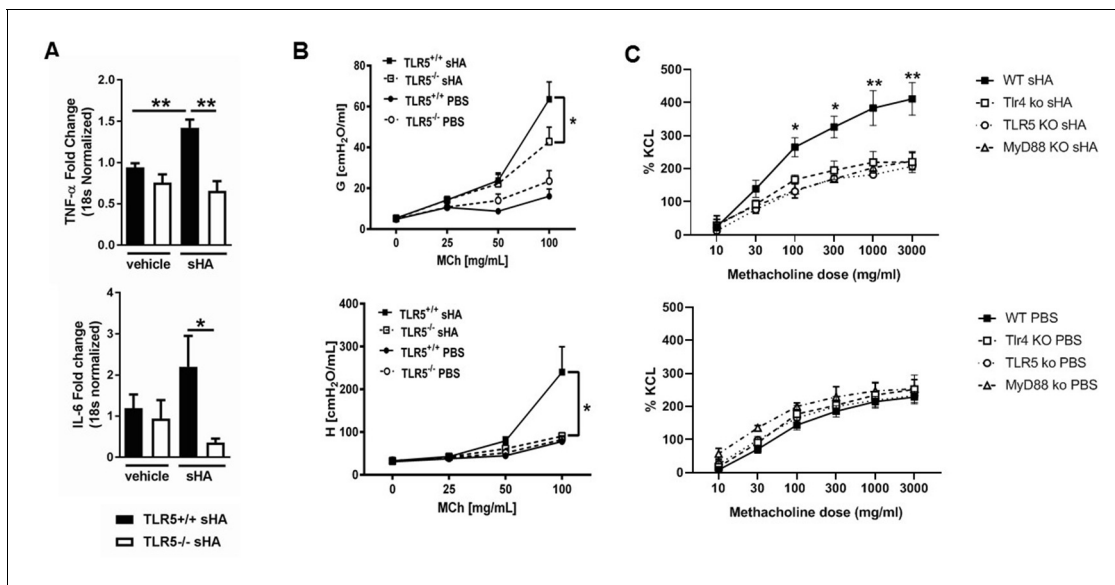 A
TNF-α Fold Change
(18s Normalized)
2.0
1.5
1.0
0.5
0.0
**
**
vehicle
sHA
IL-6 Fold change
(18s normalized)
4
3
2
1
0
*
vehicle
sHA
TLR5+/+ sHA
TLR5-/- sHA
B
TLR5+/+ sHA
TLR5-/- sHA
TLR5+/+ PBS
TLR5-/- PBS
G [cmH2O/ml]
80
60
40
20
0
*
0 25 50 100
MCh [mg/mL]
TLR5+/+ sHA
TLR5-/- sHA
TLR5+/+ PBS
TLR5-/- PBS
H [cmH2O/mL]
400
300
200
100
0
*
0 25 50 100
MCh [mg/mL]
C
% KCL
500
400
300
200
100
0
* * ** **
10 30 100 300 1000 3000
Methacholine dose (mg/ml)
WT sHA
Tlr4 ko sHA
TLR5 KO sHA
MyD88 KO sHA
% KCL
500
400
300
200
100
0
10 30 100 300 1000 3000
Methacholine dose (mg/ml)
WT PBS
Tlr4 KO PBS
TLR5 ko PBS
MyD88 ko PBS